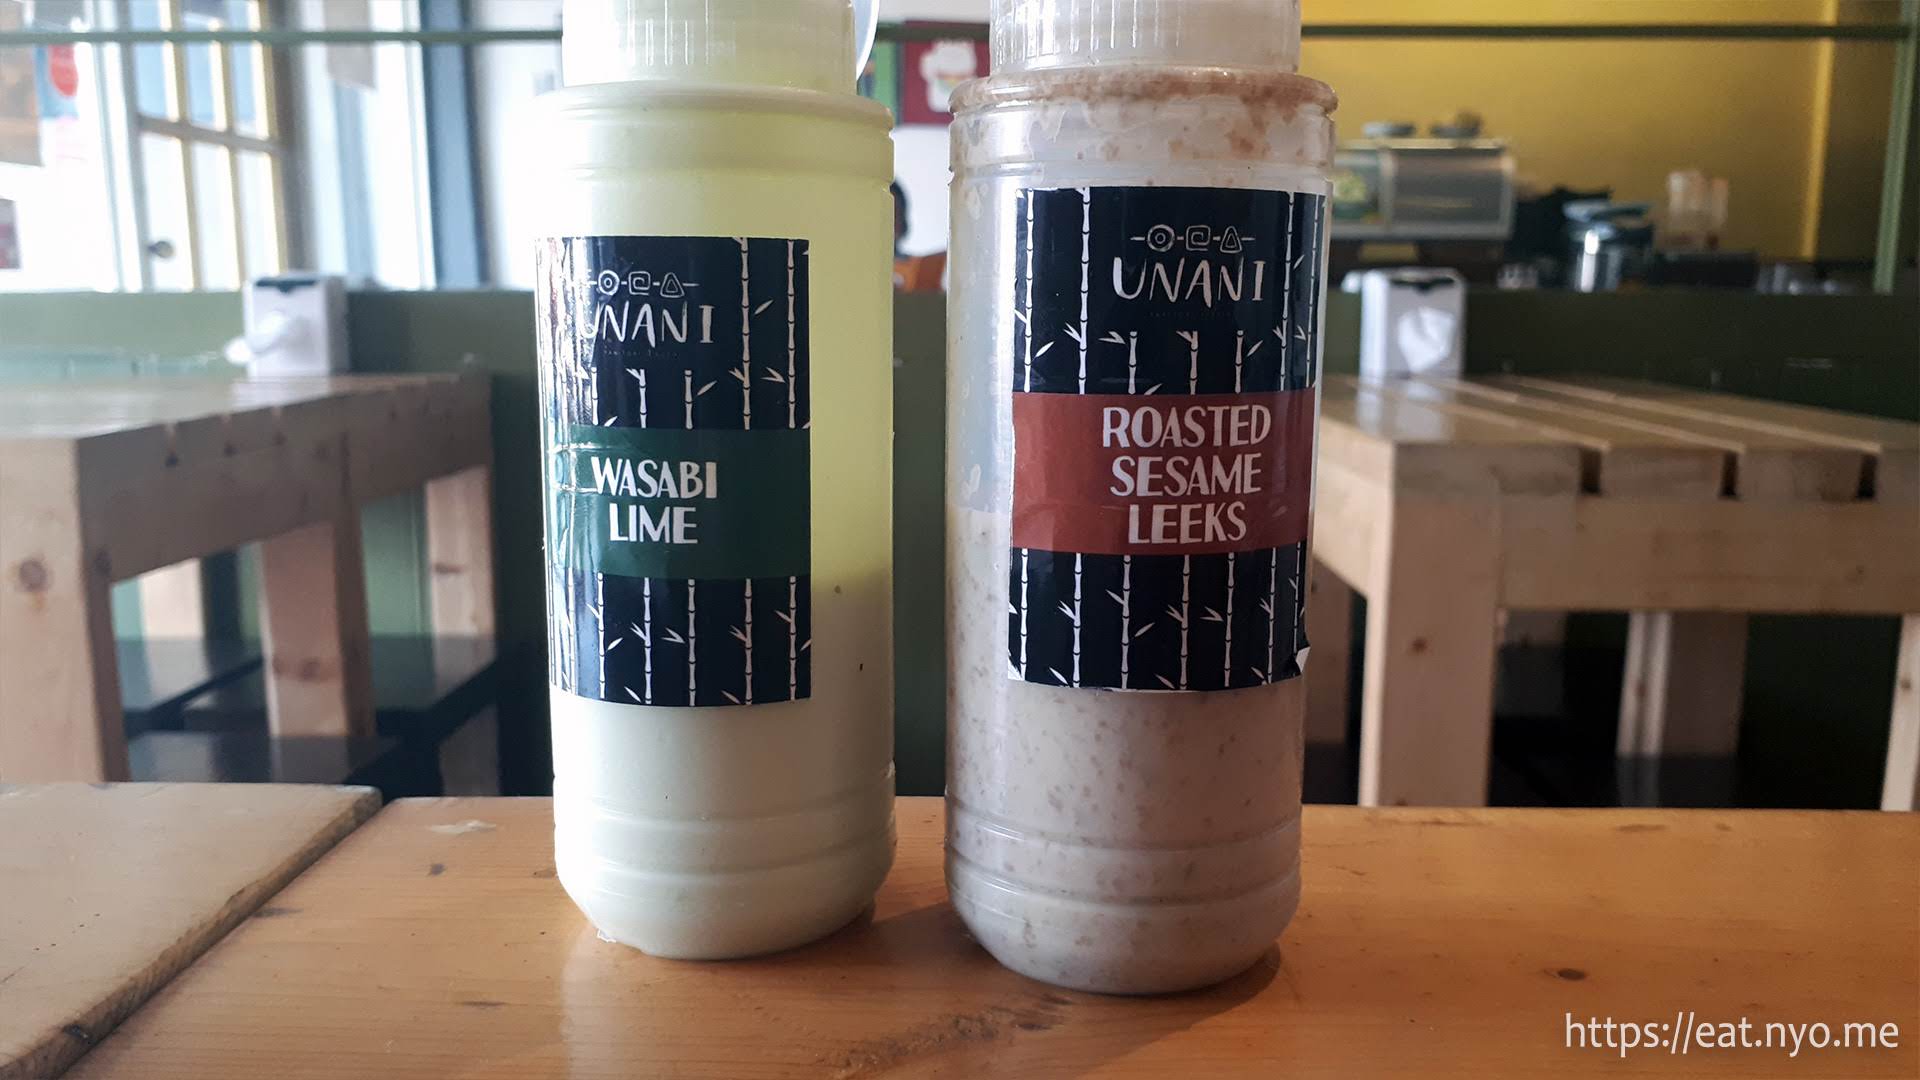 UNANI
WASABI
LIME
UNANI
ROASTED
SESAME
LEEKS
https://eat.nyo.me